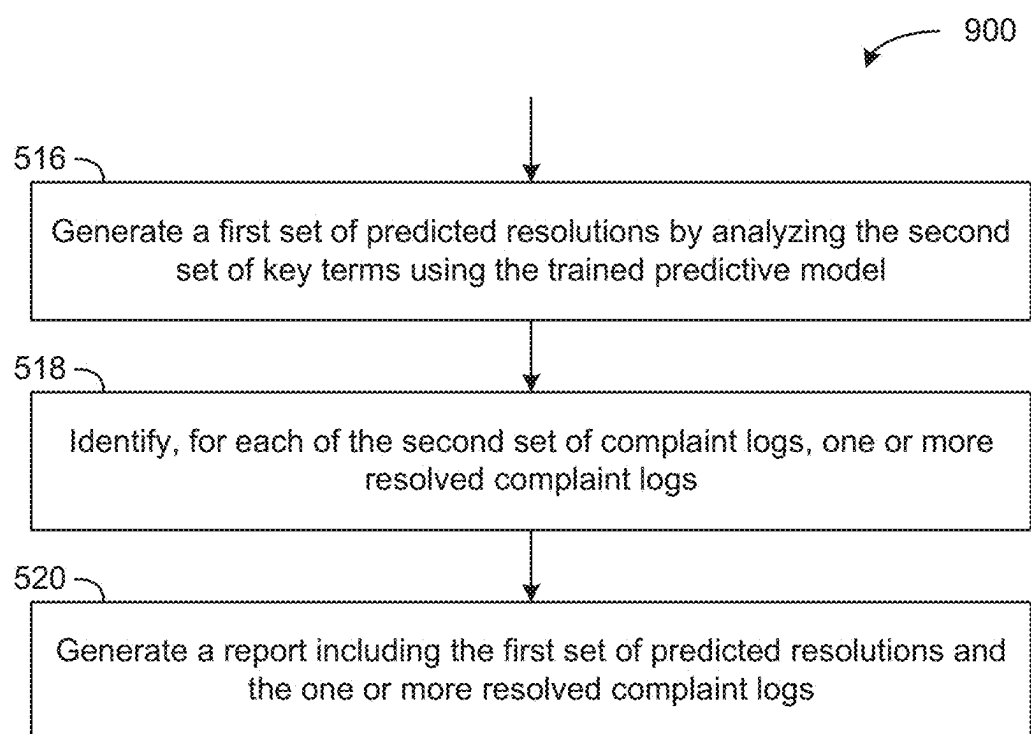 900
516
Generate a first set of predicted resolutions by analyzing the second
set of key terms using the trained predictive model
518
Identify, for each of the second set of complaint logs, one or more
resolved complaint logs
520
Generate a report including the first set of predicted resolutions and
the one or more resolved complaint logs